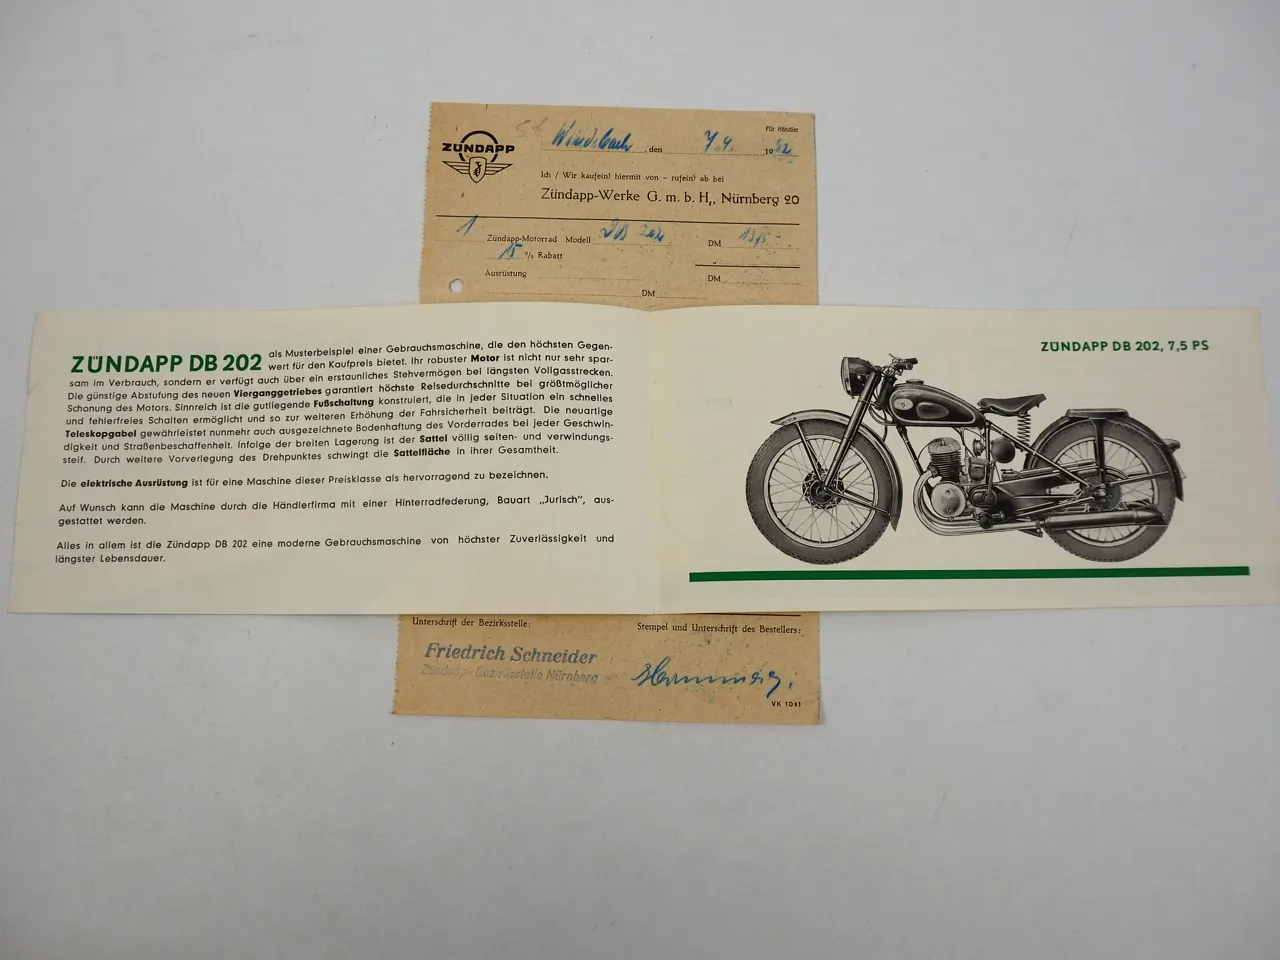 ZÜNDAPP
Für Händler
Windsbach, den 7.4. 1952
Ich / Wir kaufe(n) hiermit von – rufe(n) ab bei
Zündapp-Werke G. m. b. H., Nürnberg 20
1 Zündapp-Motorrad Modell DB 202 DM
15 % Rabatt
Ausrüstung DM
DM
ZÜNDAPP DB 202 als Musterbeispiel einer Gebrauchsmaschine, die den höchsten Gegen-
wert für den Kaufpreis bietet. Ihr robuster Motor ist nicht nur sehr spar-
sam im Verbrauch, sondern er verfügt auch über ein erstaunliches Stehvermögen bei längsten Vollgasstrecken.
Die günstige Abstufung des neuen Vierganggetriebes garantiert höchste Reisedurchschnitte bei größtmöglicher
Schonung des Motors. Sinnreich ist die gutliegende Fußschaltung konstruiert, die in jeder Situation ein schnelles
und fehlerfreies Schalten ermöglicht und so zur weiteren Erhöhung der Fahrsicherheit beiträgt. Die neuartige
Teleskopgabel gewährleistet nunmehr auch ausgezeichnete Bodenhaftung des Vorderrades bei jeder Geschwin-
digkeit und Straßenbeschaffenheit. Infolge der breiten Lagerung ist der Sattel völlig seiten- und verwindungs-
steif. Durch weitere Vorverlegung des Drehpunktes schwingt die Sattelfläche in ihrer Gesamtheit.
Die elektrische Ausrüstung ist für eine Maschine dieser Preisklasse als hervorragend zu bezeichnen.
Auf Wunsch kann die Maschine durch die Händlerfirma mit einer Hinterradfederung, Bauart „Jurisch", aus-
gestattet werden.
Alles in allem ist die Zündapp DB 202 eine moderne Gebrauchsmaschine von höchster Zuverlässigkeit und
längster Lebensdauer.
ZÜNDAPP DB 202, 7,5 PS
Unterschrift der Bezirksstelle:
Stempel und Unterschrift des Bestellers:
Friedrich Schneider
Zündapp-Bezirksstelle Nürnberg
VK 1041